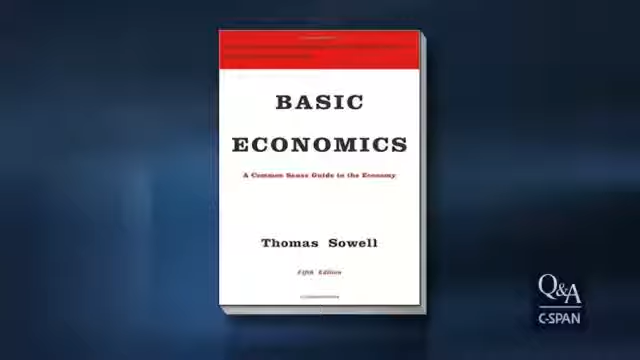 BASIC
ECONOMICS
A Common Sense Guide to the Economy
Thomas Sowell
Fifth Edition
Q&A
C-SPAN